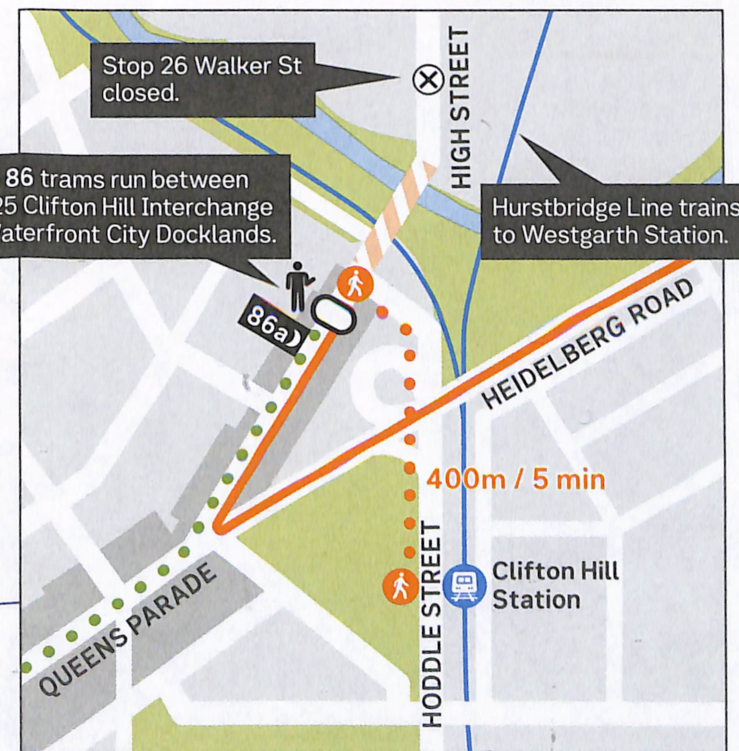 Stop 26 Walker St
closed.
HIGH STREET
86 trams run between
25 Clifton Hill Interchange
Waterfront City Docklands.
Hurstbridge Line trains
to Westgarth Station.
86a
HEIDELBERG ROAD
400m / 5 min
Clifton Hill
Station
HODDLE STREET
QUEENS PARADE